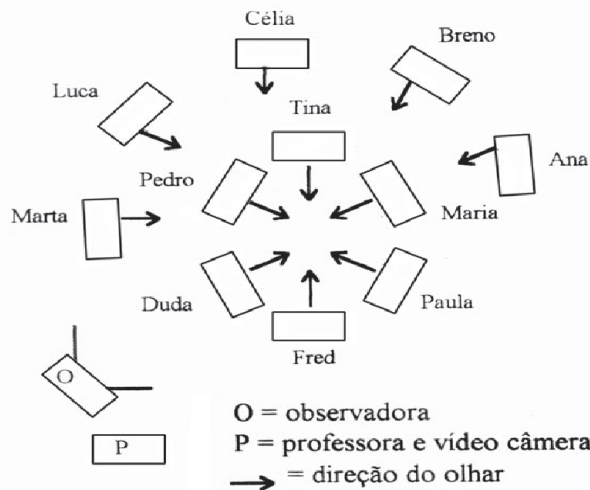 Célia
Breno
Luca
Tina
Ana
Pedro
Marta
Maria
Duda
Paula
Fred
O
O = observadora
P
P = professora e vídeo câmera
= direção do olhar